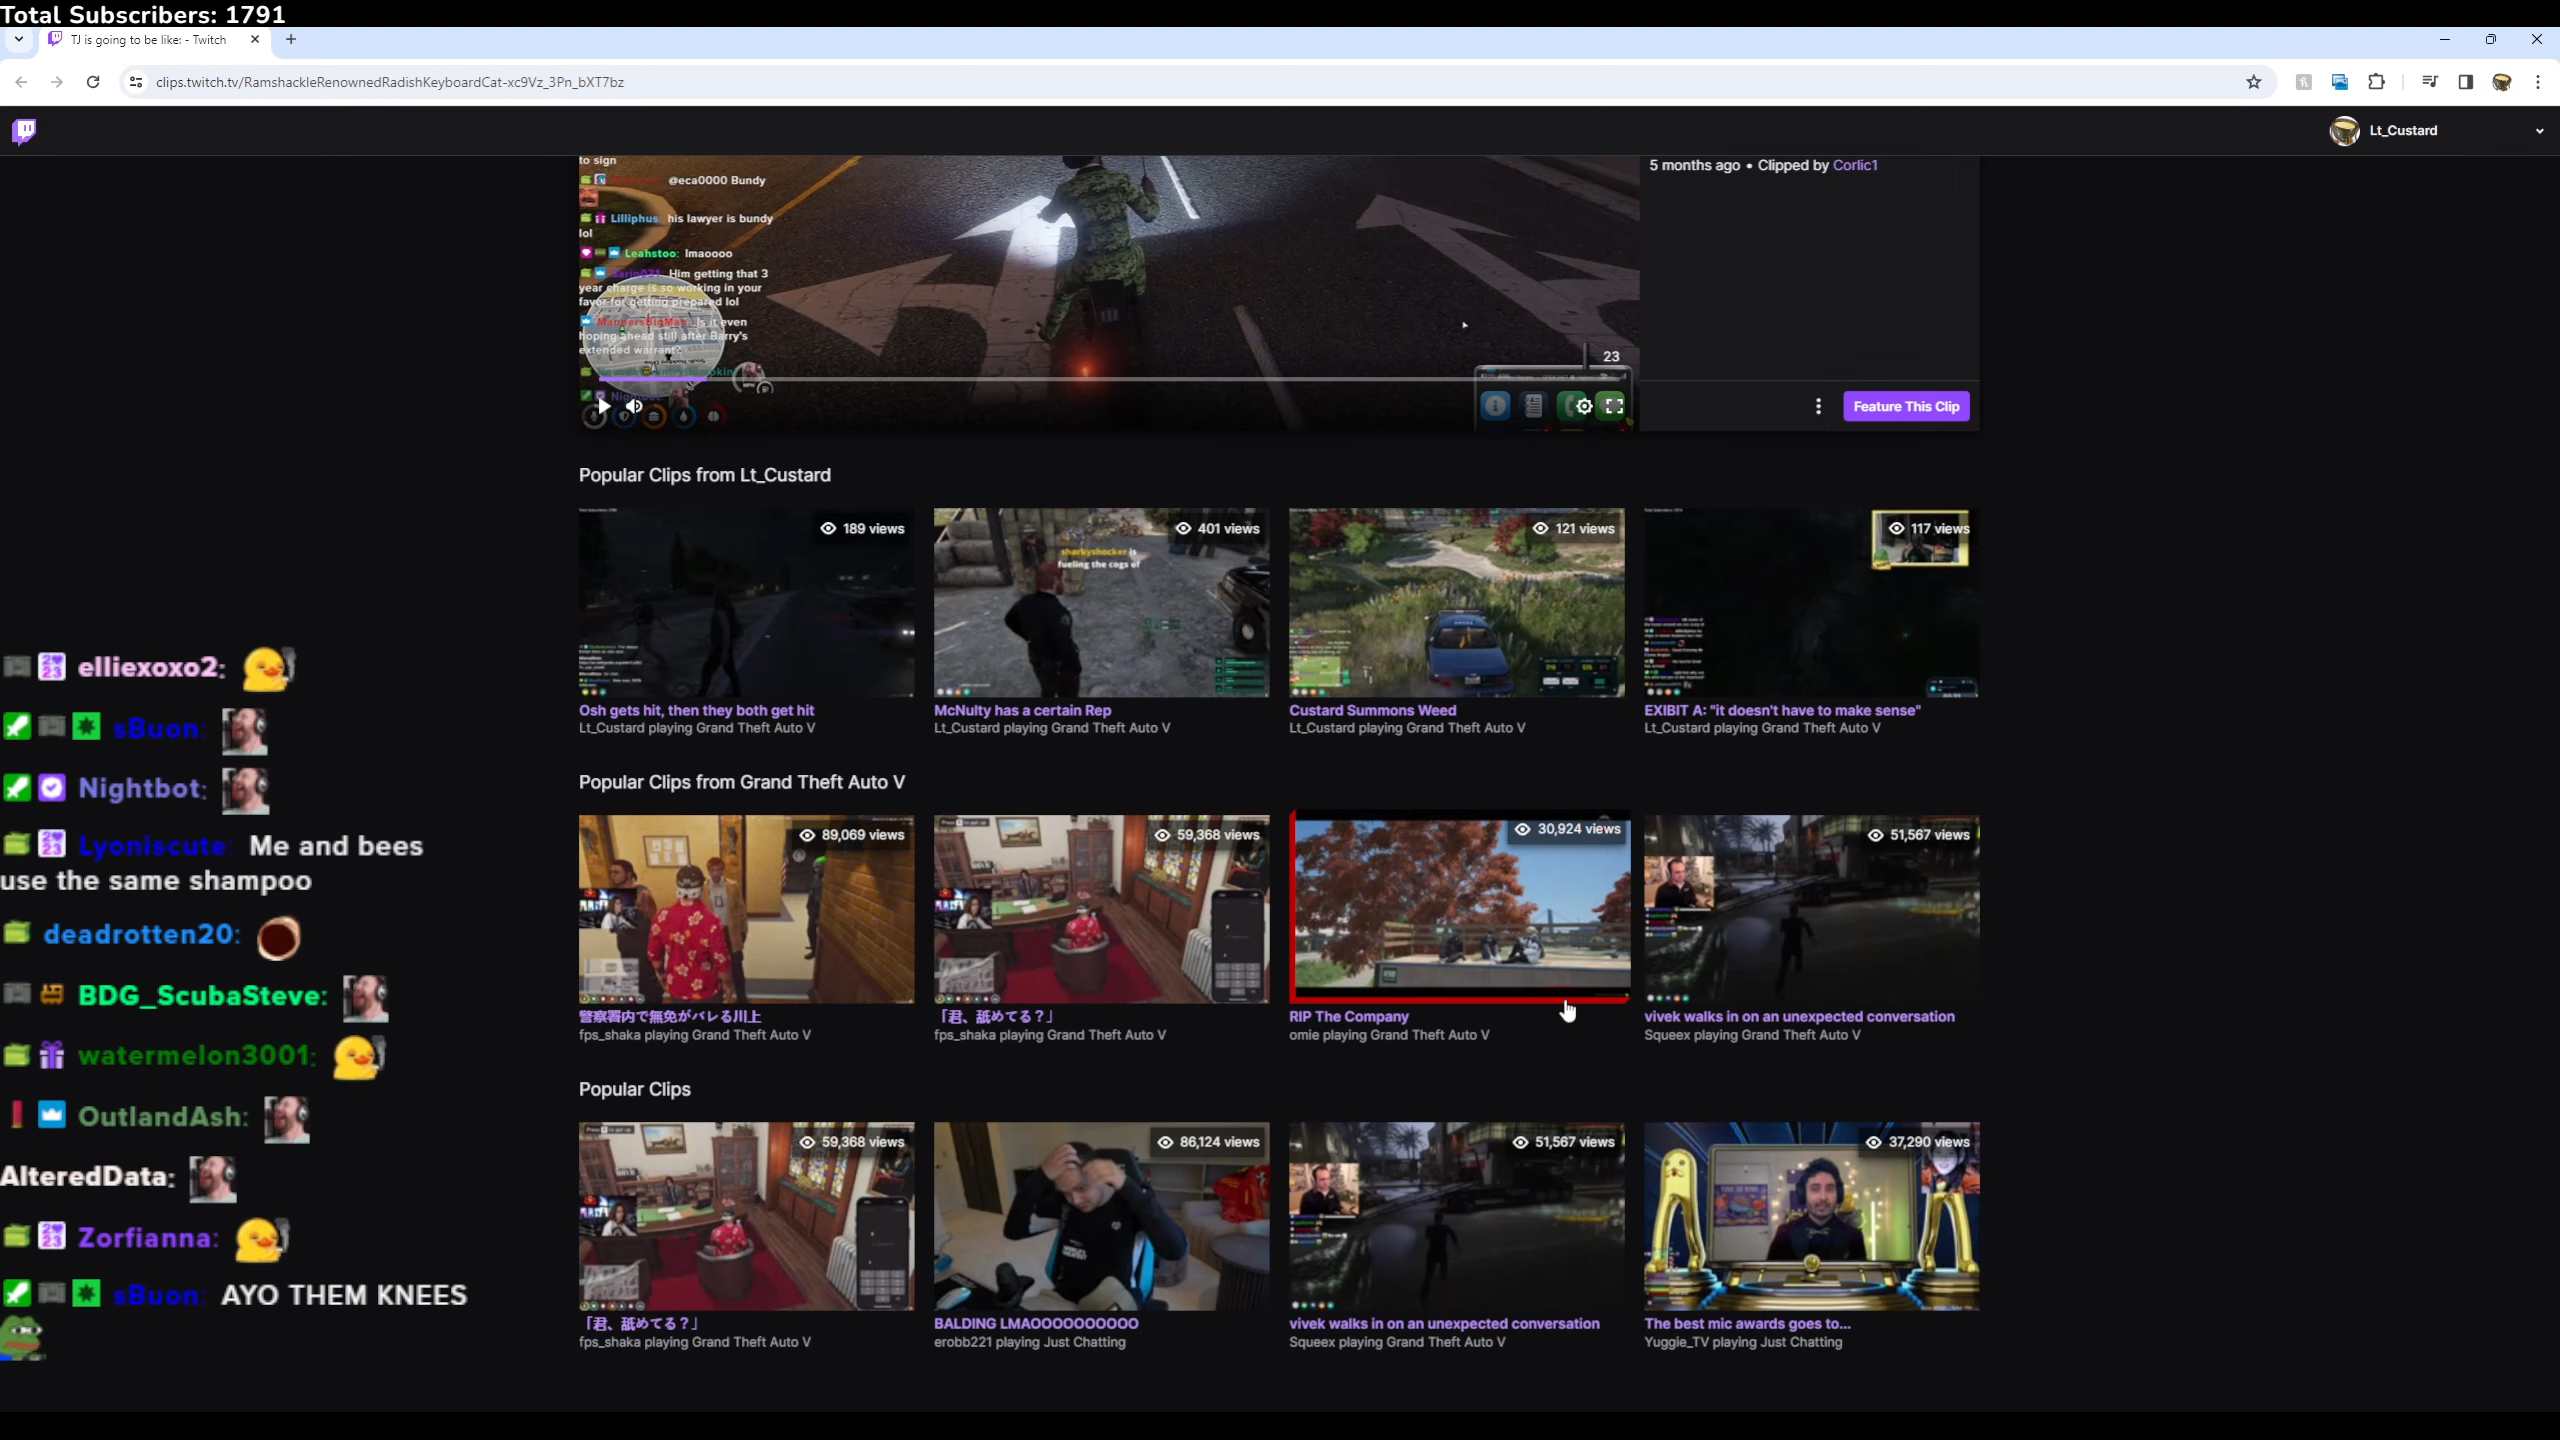 Total Subscribers: 1791
TJ is going to be like: - Twitch
clips.twitch.tv/RamshackleRenownedRadishKeyboardCat-xc9Vz_3Pn_bXT7bz
Lt_Custard
to sign
@eca0000 Bundy
Lilliphus his lawyer is bundy
lol
Leahstoo: lmaoooo
Him getting that 3
year charge is so working in your
favor for getting prepared lol
MannersBigMan Is it even
hoping ahead still after Barry's
extended warrant?
23
5 months ago • Clipped by Corlic1
Feature This Clip
Popular Clips from Lt_Custard
189 views
401 views
121 views
117 views
sharkyshocker is
fueling the cogs of
Osh gets hit, then they both get hit
Lt_Custard playing Grand Theft Auto V
McNulty has a certain Rep
Lt_Custard playing Grand Theft Auto V
Custard Summons Weed
Lt_Custard playing Grand Theft Auto V
EXIBIT A: "it doesn't have to make sense"
Lt_Custard playing Grand Theft Auto V
Popular Clips from Grand Theft Auto V
89,069 views
59,368 views
30,924 views
51,567 views
警察署内で無免がバレる川上
fps_shaka playing Grand Theft Auto V
「君、舐めてる？」
fps_shaka playing Grand Theft Auto V
RIP The Company
omie playing Grand Theft Auto V
vivek walks in on an unexpected conversation
Squeex playing Grand Theft Auto V
Popular Clips
59,368 views
86,124 views
51,567 views
37,290 views
「君、舐めてる？」
fps_shaka playing Grand Theft Auto V
BALDING LMAOOOOOOOOOO
erobb221 playing Just Chatting
vivek walks in on an unexpected conversation
Squeex playing Grand Theft Auto V
The best mic awards goes to...
Yuggie_TV playing Just Chatting
elliexoxo2:
sBuon:
Nightbot:
Lyoniscute: Me and bees
use the same shampoo
deadrotten20:
BDG_ScubaSteve:
watermelon3001:
OutlandAsh:
AlteredData:
Zorfianna:
sBuon: AYO THEM KNEES